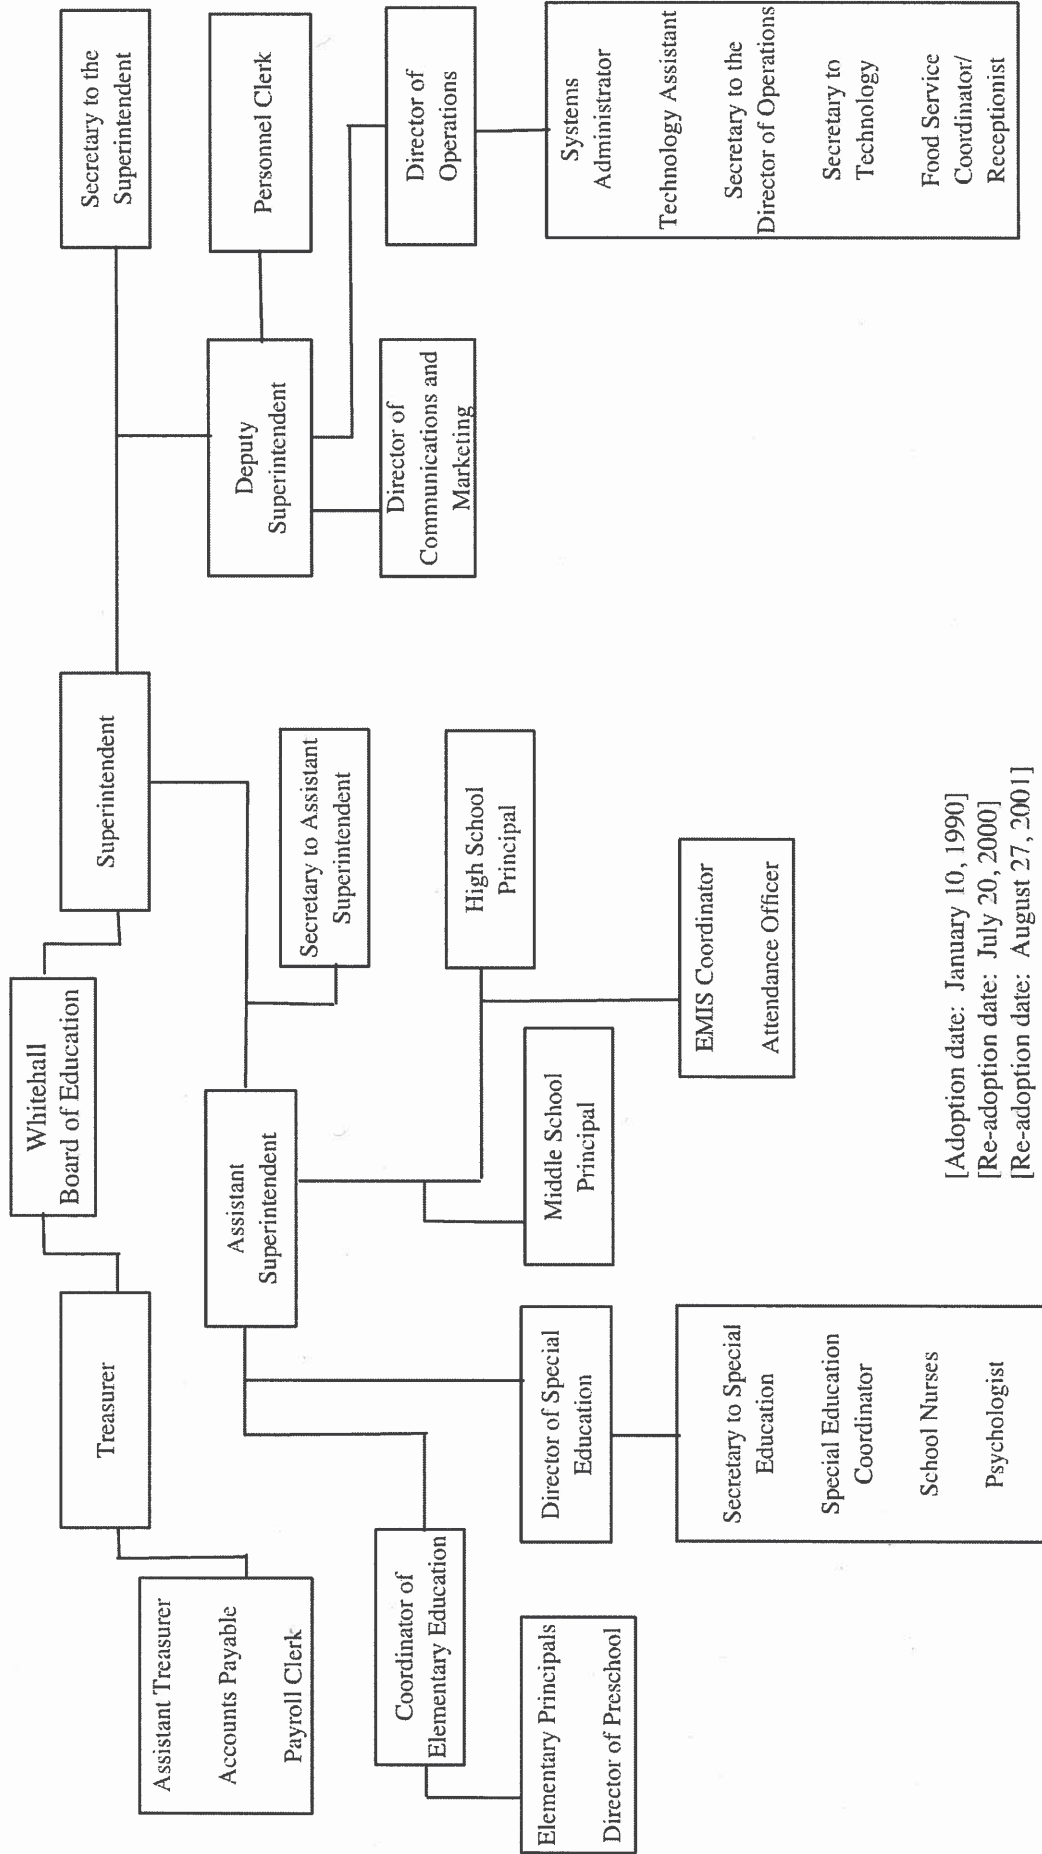 Whitehall
Board of Education
Treasurer
Superintendent
Secretary to the
Superintendent
Assistant Treasurer
Accounts Payable
Payroll Clerk
Assistant
Superintendent
Secretary to Assistant
Superintendent
Deputy
Superintendent
Personnel Clerk
Coordinator of
Elementary Education
Elementary Principals
Director of Preschool
Director of Special
Education
Secretary to Special
Education
Special Education
Coordinator
School Nurses
Psychologist
Middle School
Principal
High School
Principal
EMIS Coordinator
Attendance Officer
Director of
Communications and
Marketing
Director of
Operations
Systems
Administrator
Technology Assistant
Secretary to the
Director of Operations
Secretary to
Technology
Food Service
Coordinator/
Receptionist
[Adoption date: January 10, 1990]
[Re-adoption date: July 20, 2000]
[Re-adoption date: August 27, 2001]